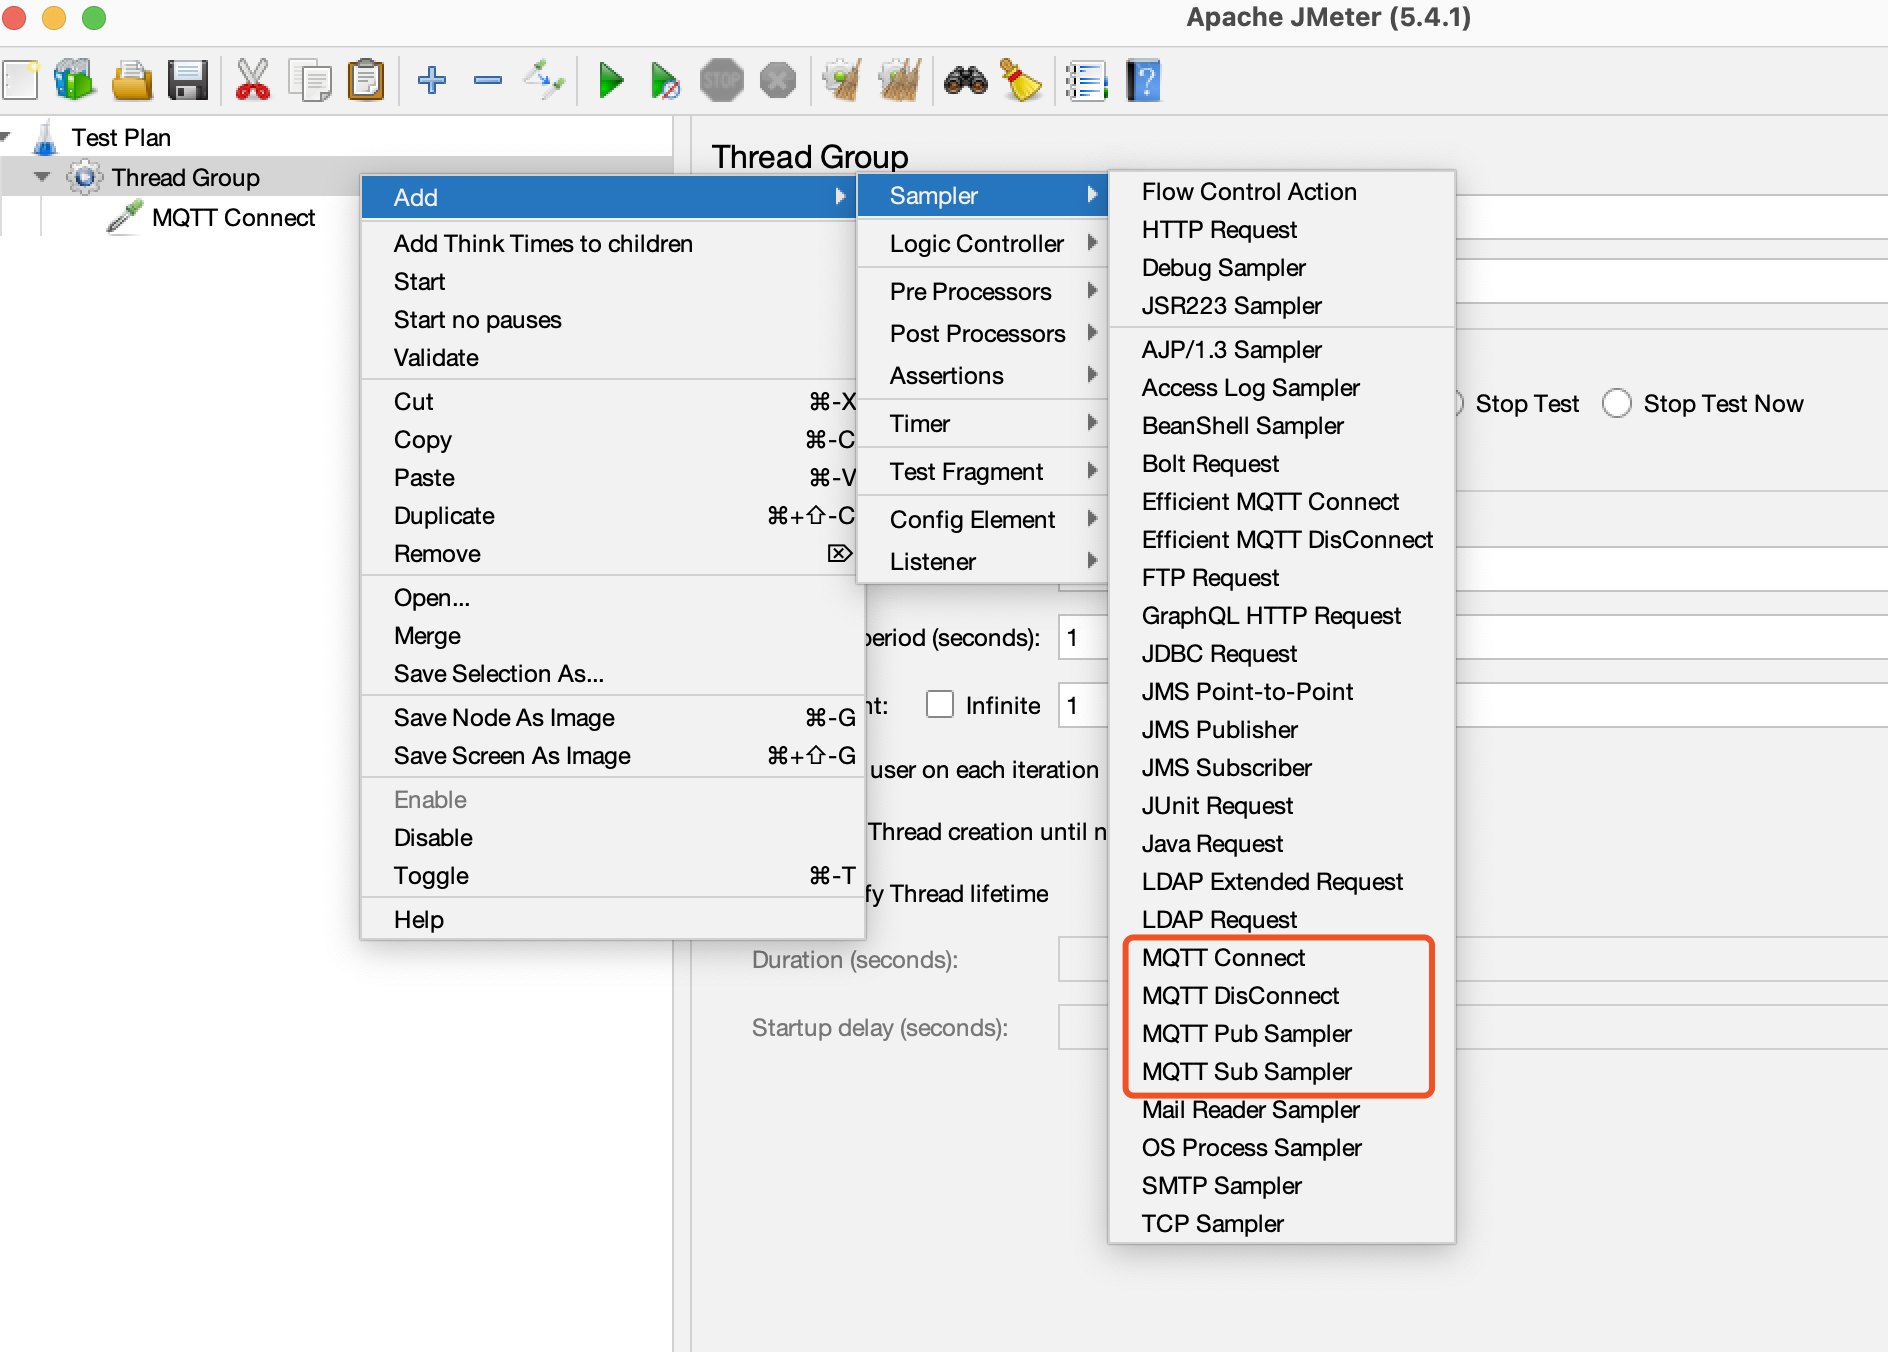 Apache JMeter (5.4.1)
STOP
Test Plan
Thread Group
MQTT Connect
Thread Group
Add
Add Think Times to children
Start
Start no pauses
Validate
Cut ⌘-X
Copy ⌘-C
Paste ⌘-V
Duplicate ⌘+⇧-C
Remove ⌦
Open...
Merge
Save Selection As...
Save Node As Image ⌘-G
Save Screen As Image ⌘+⇧-G
Enable
Disable
Toggle ⌘-T
Help
Sampler
Logic Controller
Pre Processors
Post Processors
Assertions
Timer
Test Fragment
Config Element
Listener
Flow Control Action
HTTP Request
Debug Sampler
JSR223 Sampler
AJP/1.3 Sampler
Access Log Sampler
BeanShell Sampler
Bolt Request
Efficient MQTT Connect
Efficient MQTT DisConnect
FTP Request
GraphQL HTTP Request
JDBC Request
JMS Point-to-Point
JMS Publisher
JMS Subscriber
JUnit Request
Java Request
LDAP Extended Request
LDAP Request
MQTT Connect
MQTT DisConnect
MQTT Pub Sampler
MQTT Sub Sampler
Mail Reader Sampler
OS Process Sampler
SMTP Sampler
TCP Sampler
Stop Test Stop Test Now
period (seconds): 1
nt: Infinite 1
user on each iteration
Thread creation until n
fy Thread lifetime
Duration (seconds):
Startup delay (seconds):